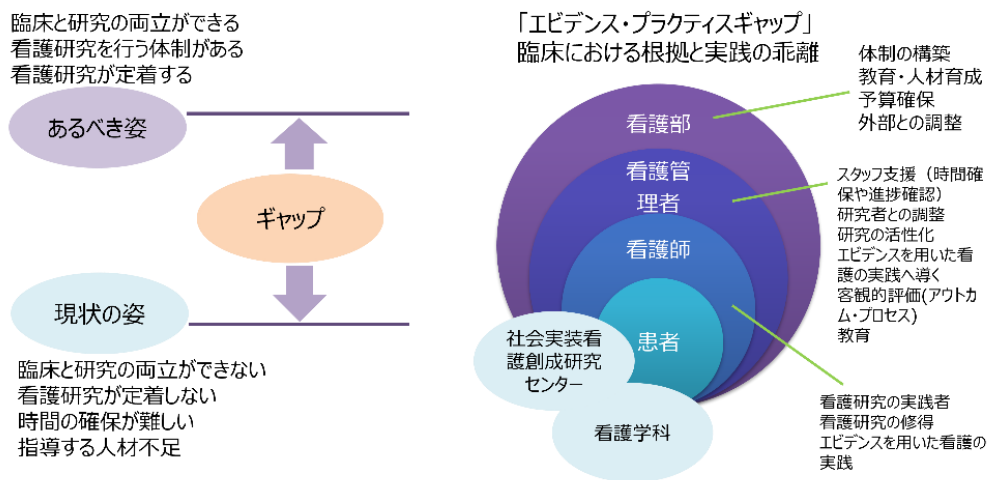 臨床と研究の両立ができる
看護研究を行う体制がある
看護研究が定着する
あるべき姿
ギャップ
現状の姿
臨床と研究の両立ができない
看護研究が定着しない
時間の確保が難しい
指導する人材不足
「エビデンス・プラクティスギャップ」
臨床における根拠と実践の乖離
看護部
看護管
理者
看護師
患者
社会実装看
護創成研究
センター
看護学科
体制の構築
教育・人材育成
予算確保
外部との調整
スタッフ支援（時間確
保や進捗確認）
研究者との調整
研究の活性化
エビデンスを用いた看
護の実践へ導く
客観的評価(アウトカ
ム・プロセス)
教育
看護研究の実践者
看護研究の修得
エビデンスを用いた看護の
実践